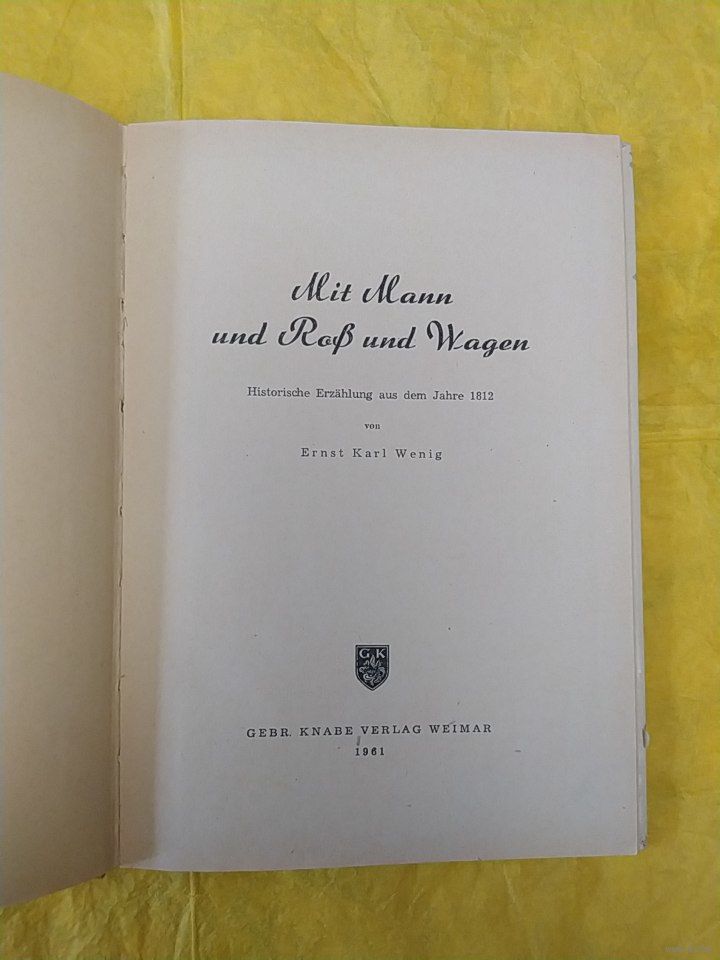 Mit Mann
und Roß und Wagen
Historische Erzählung aus dem Jahre 1812
von
Ernst Karl Wenig
G K
GEBR. KNABE VERLAG WEIMAR
1961